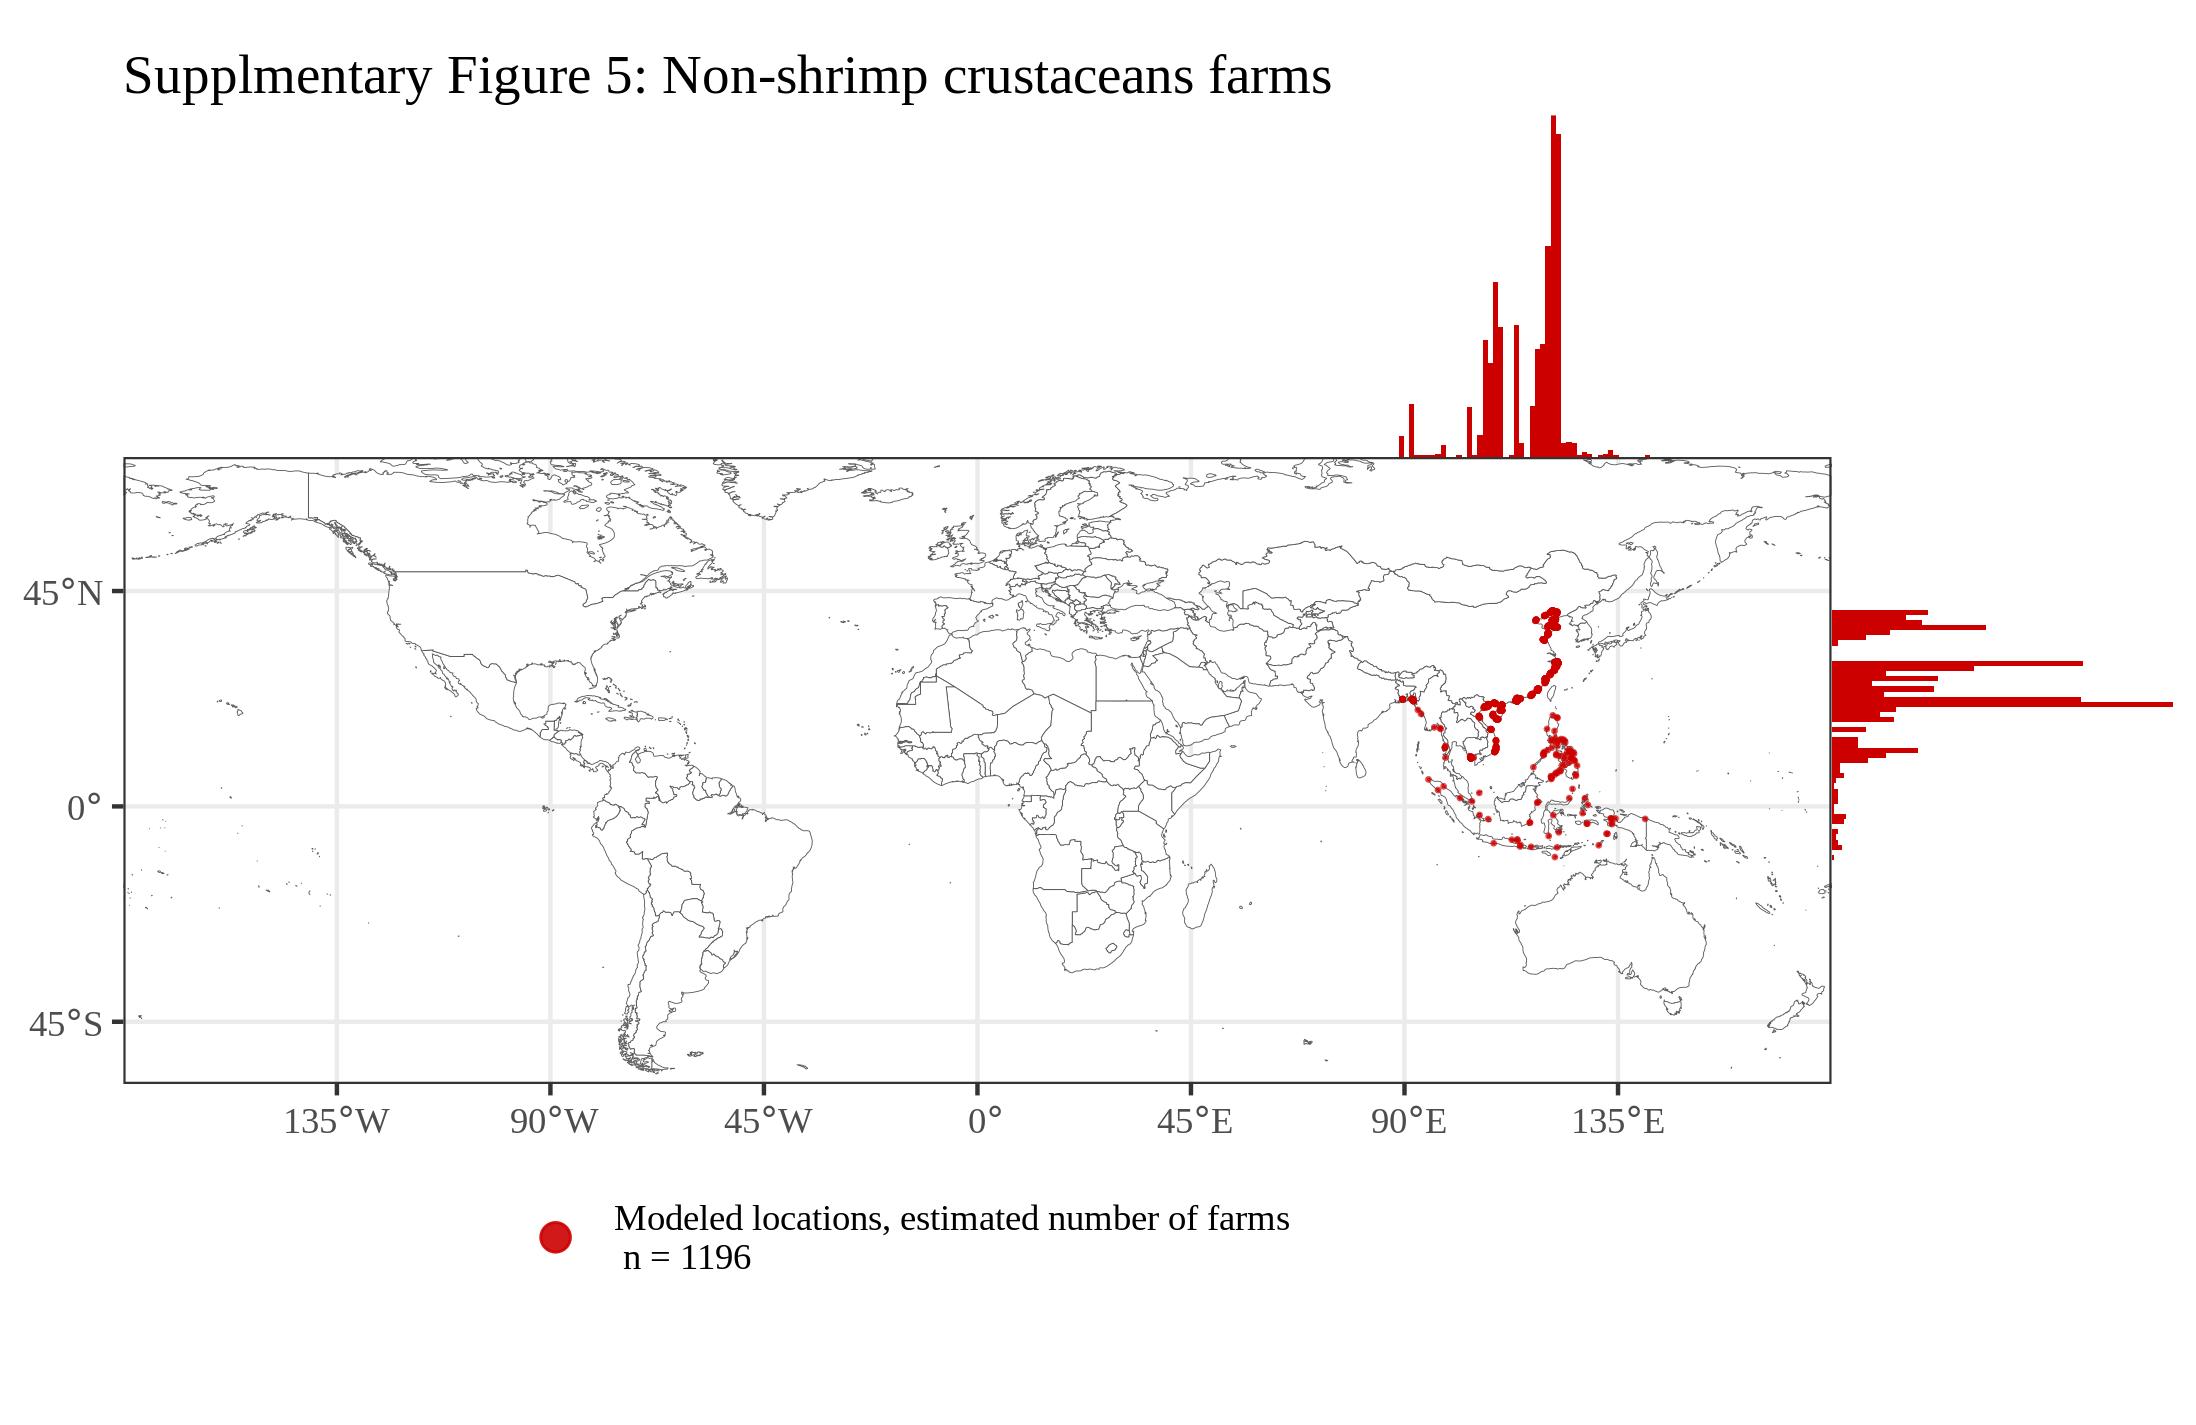 Supplmentary Figure 5: Non-shrimp crustaceans farms
45°N
0°
45°S
135°W 90°W 45°W 0° 45°E 90°E 135°E
Modeled locations, estimated number of farms
n = 1196